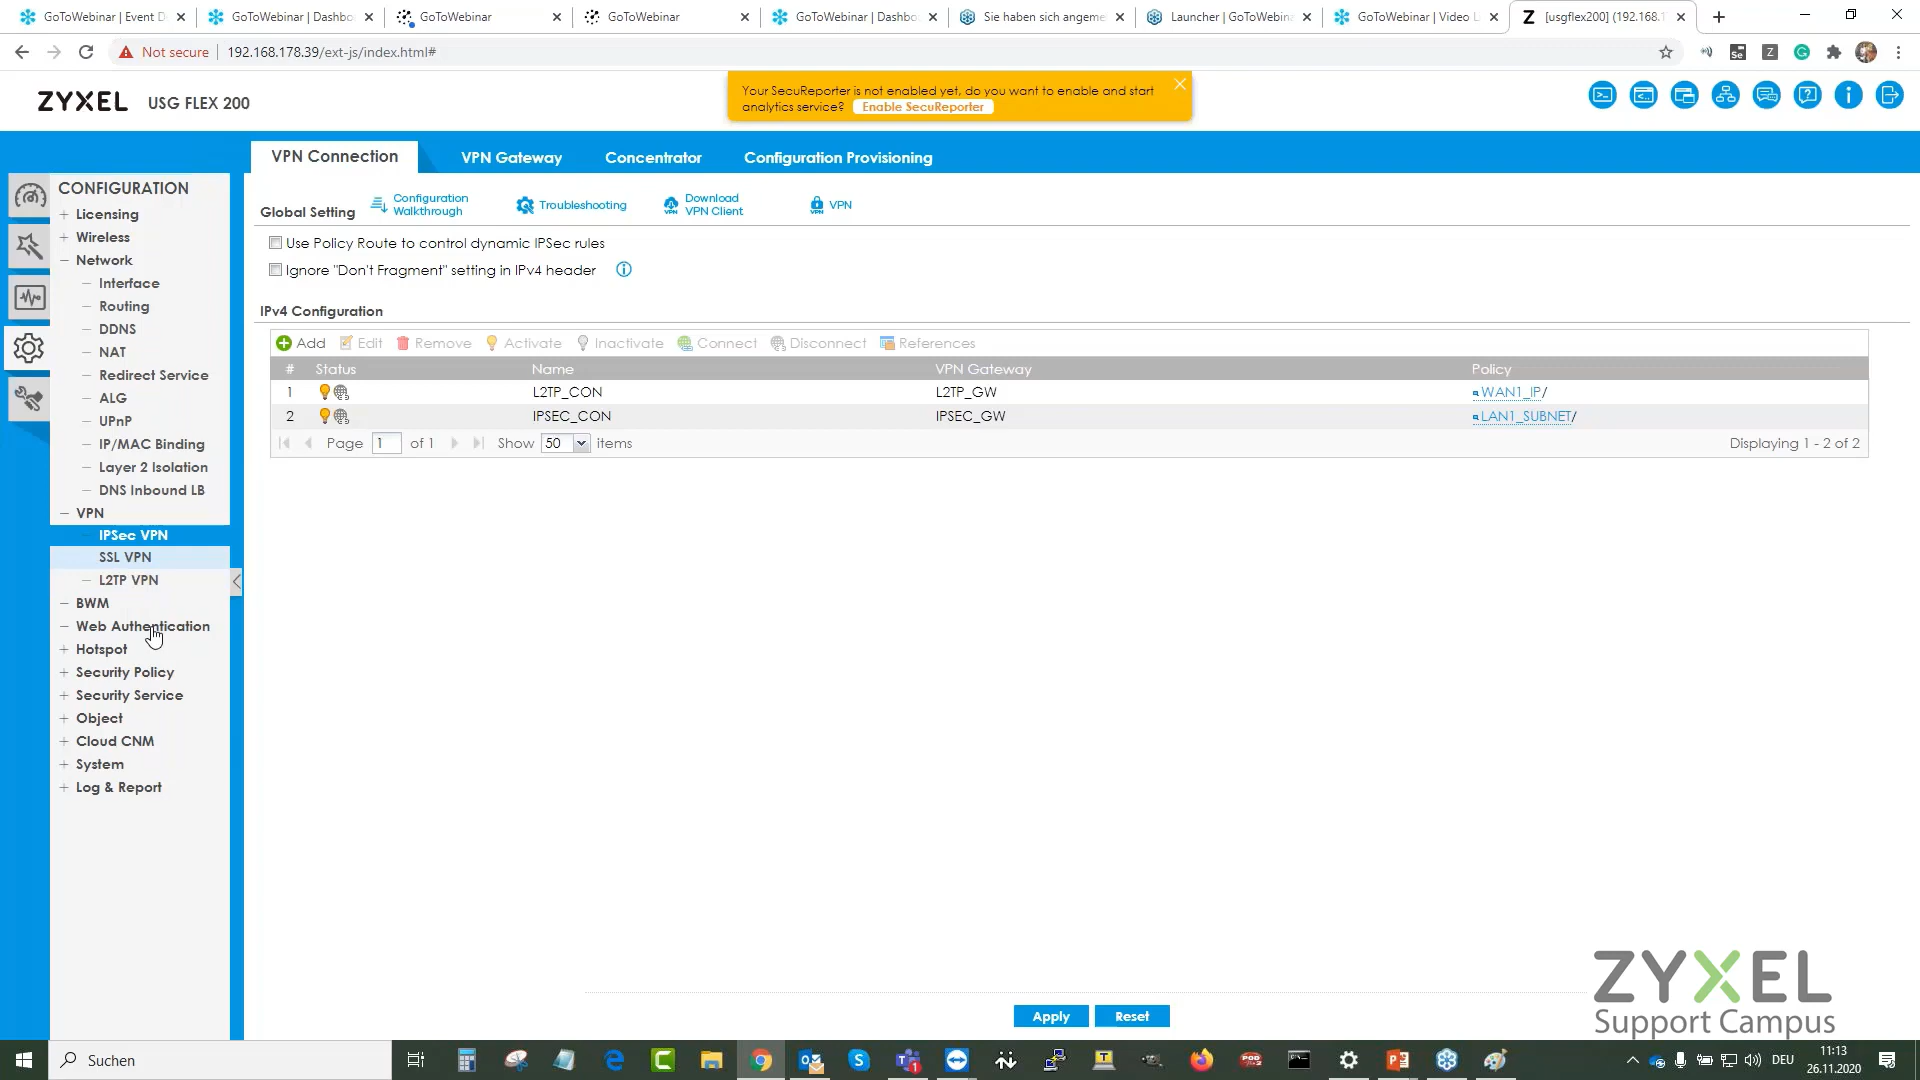 GoToWebinar | Event D
GoToWebinar | Dashbo
GoToWebinar
GoToWebinar
GoToWebinar | Dashbo
Sie haben sich angeme
Launcher | GoToWebin
GoToWebinar | Video L
[usgflex200] (192.168.1
Not secure
192.168.178.39/ext-js/index.html#
ZYXEL
USG FLEX 200
Your SecuReporter is not enabled yet, do you want to enable and start
analytics service?
Enable SecuReporter
VPN Connection
VPN Gateway
Concentrator
Configuration Provisioning
CONFIGURATION
Licensing
Wireless
Network
Interface
Routing
DDNS
NAT
Redirect Service
ALG
UPnP
IP/MAC Binding
Layer 2 Isolation
DNS Inbound LB
VPN
IPSec VPN
SSL VPN
L2TP VPN
BWM
Web Authentication
Hotspot
Security Policy
Security Service
Object
Cloud CNM
System
Log & Report
Global Setting
Configuration
Walkthrough
Troubleshooting
Download
VPN Client
VPN
Use Policy Route to control dynamic IPSec rules
Ignore "Don't Fragment" setting in IPv4 header
IPv4 Configuration
Add Edit Remove Activate Inactivate Connect Disconnect References
# Status Name VPN Gateway Policy
1 L2TP_CON L2TP_GW WAN1_IP/
2 IPSEC_CON IPSEC_GW LAN1_SUBNET/
Page 1 of 1 Show 50 items Displaying 1 - 2 of 2
Apply
Reset
ZYXEL
Support Campus
Suchen
DEU
11:13
26.11.2020